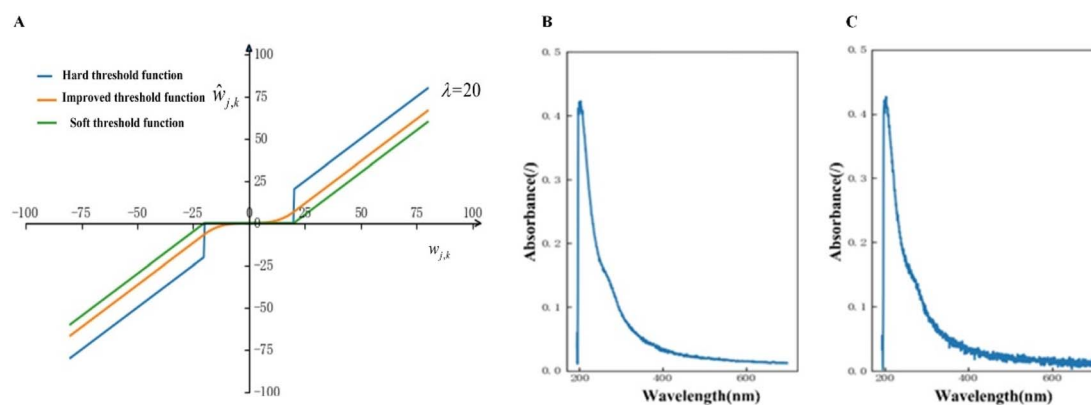 A
B
C
100
75
50
25
0
-25
-50
-75
-100
−100
−75
−50
−25
25
50
75
100
Hard threshold function
Improved threshold function
Soft threshold function
ŵj,k
λ=20
wj,k
0.5
0.4
0.3
0.2
0.1
0.0
200
400
600
Absorbance(/)
Wavelength(nm)
0.5
0.4
0.3
0.2
0.1
0.0
200
400
600
Absorbance(/)
Wavelength(nm)